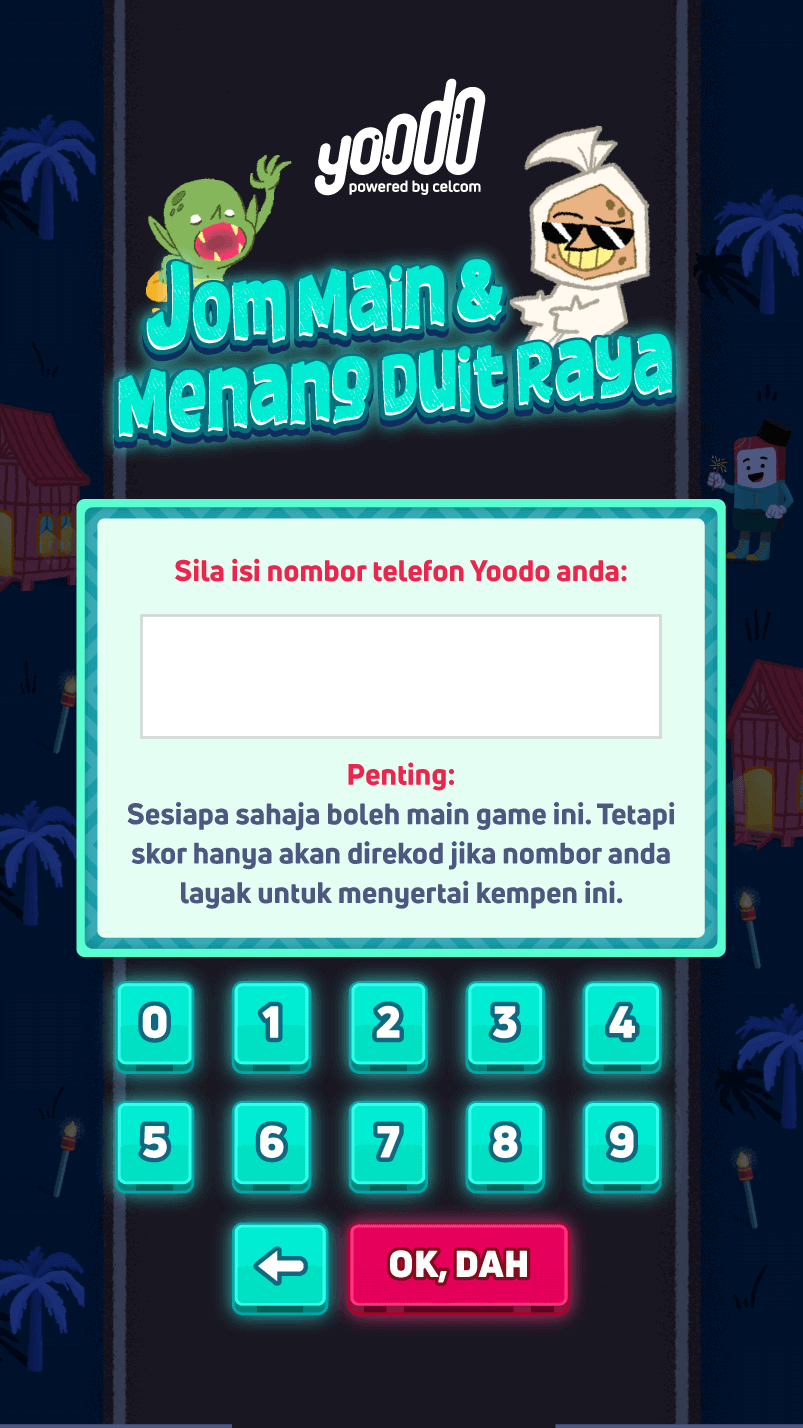 yoodo
powered by celcom
Jom Main &
Menang Duit Raya
Sila isi nombor telefon Yoodo anda:
Penting:
Sesiapa sahaja boleh main game ini. Tetapi
skor hanya akan direkod jika nombor anda
layak untuk menyertai kempen ini.
0 1 2 3 4
5 6 7 8 9
OK, DAH